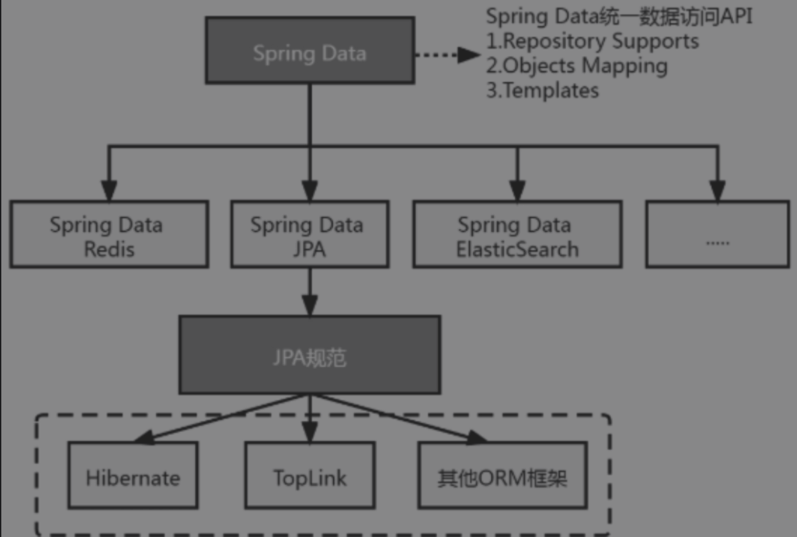 Spring Data统一数据访问API
1.Repository Supports
2.Objects Mapping
3.Templates
Spring Data
Spring Data
Redis
Spring Data
JPA
Spring Data
ElasticSearch
.....
JPA规范
Hibernate
TopLink
其他ORM框架